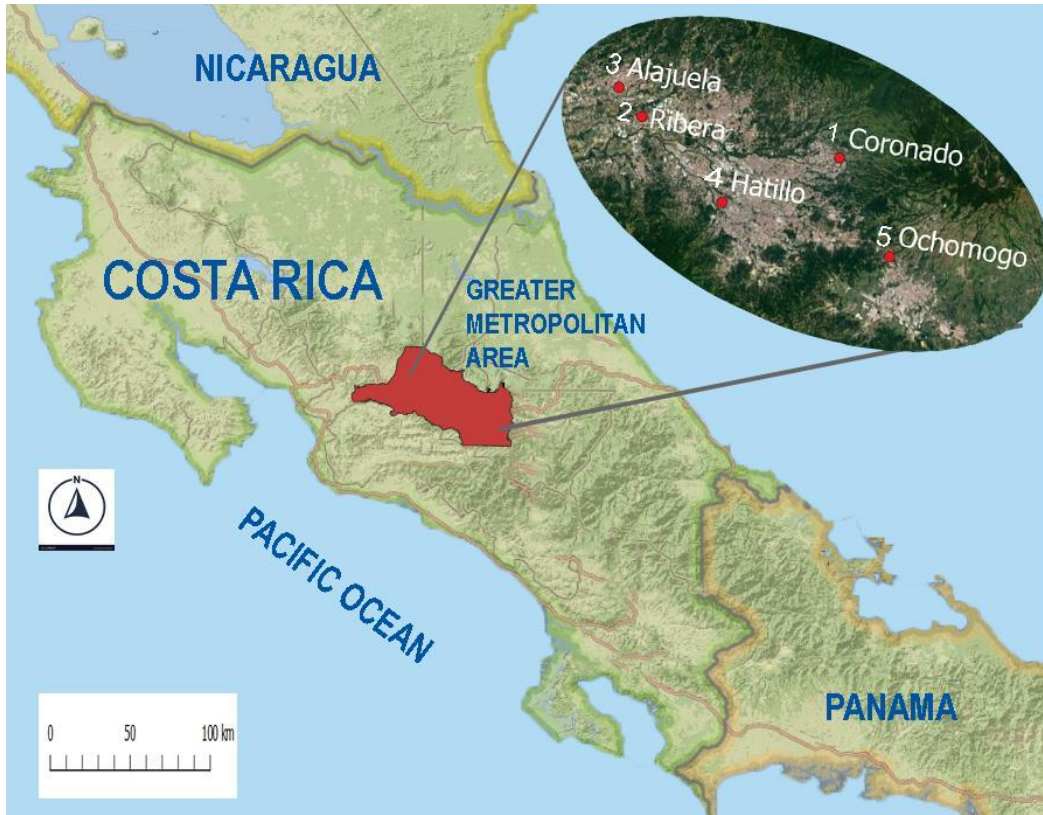 NICARAGUA
3 Alajuela
2 Ribera
1 Coronado
4 Hatillo
5 Ochomogo
COSTA RICA
GREATER
METROPOLITAN
AREA
N
PACIFIC OCEAN
PANAMA
0 50 100 km